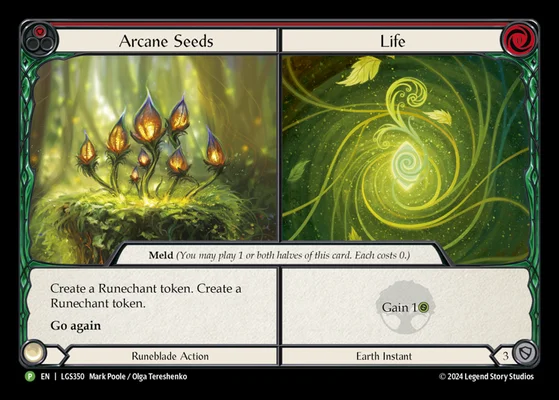 Arcane Seeds
Life
Meld (You may play 1 or both halves of this card. Each costs 0.)
Create a Runechant token. Create a
Runechant token.
Go again
Gain 1
Runeblade Action
Earth Instant
3
P EN | LGS350 Mark Poole / Olga Tereshenko
© 2024 Legend Story Studios